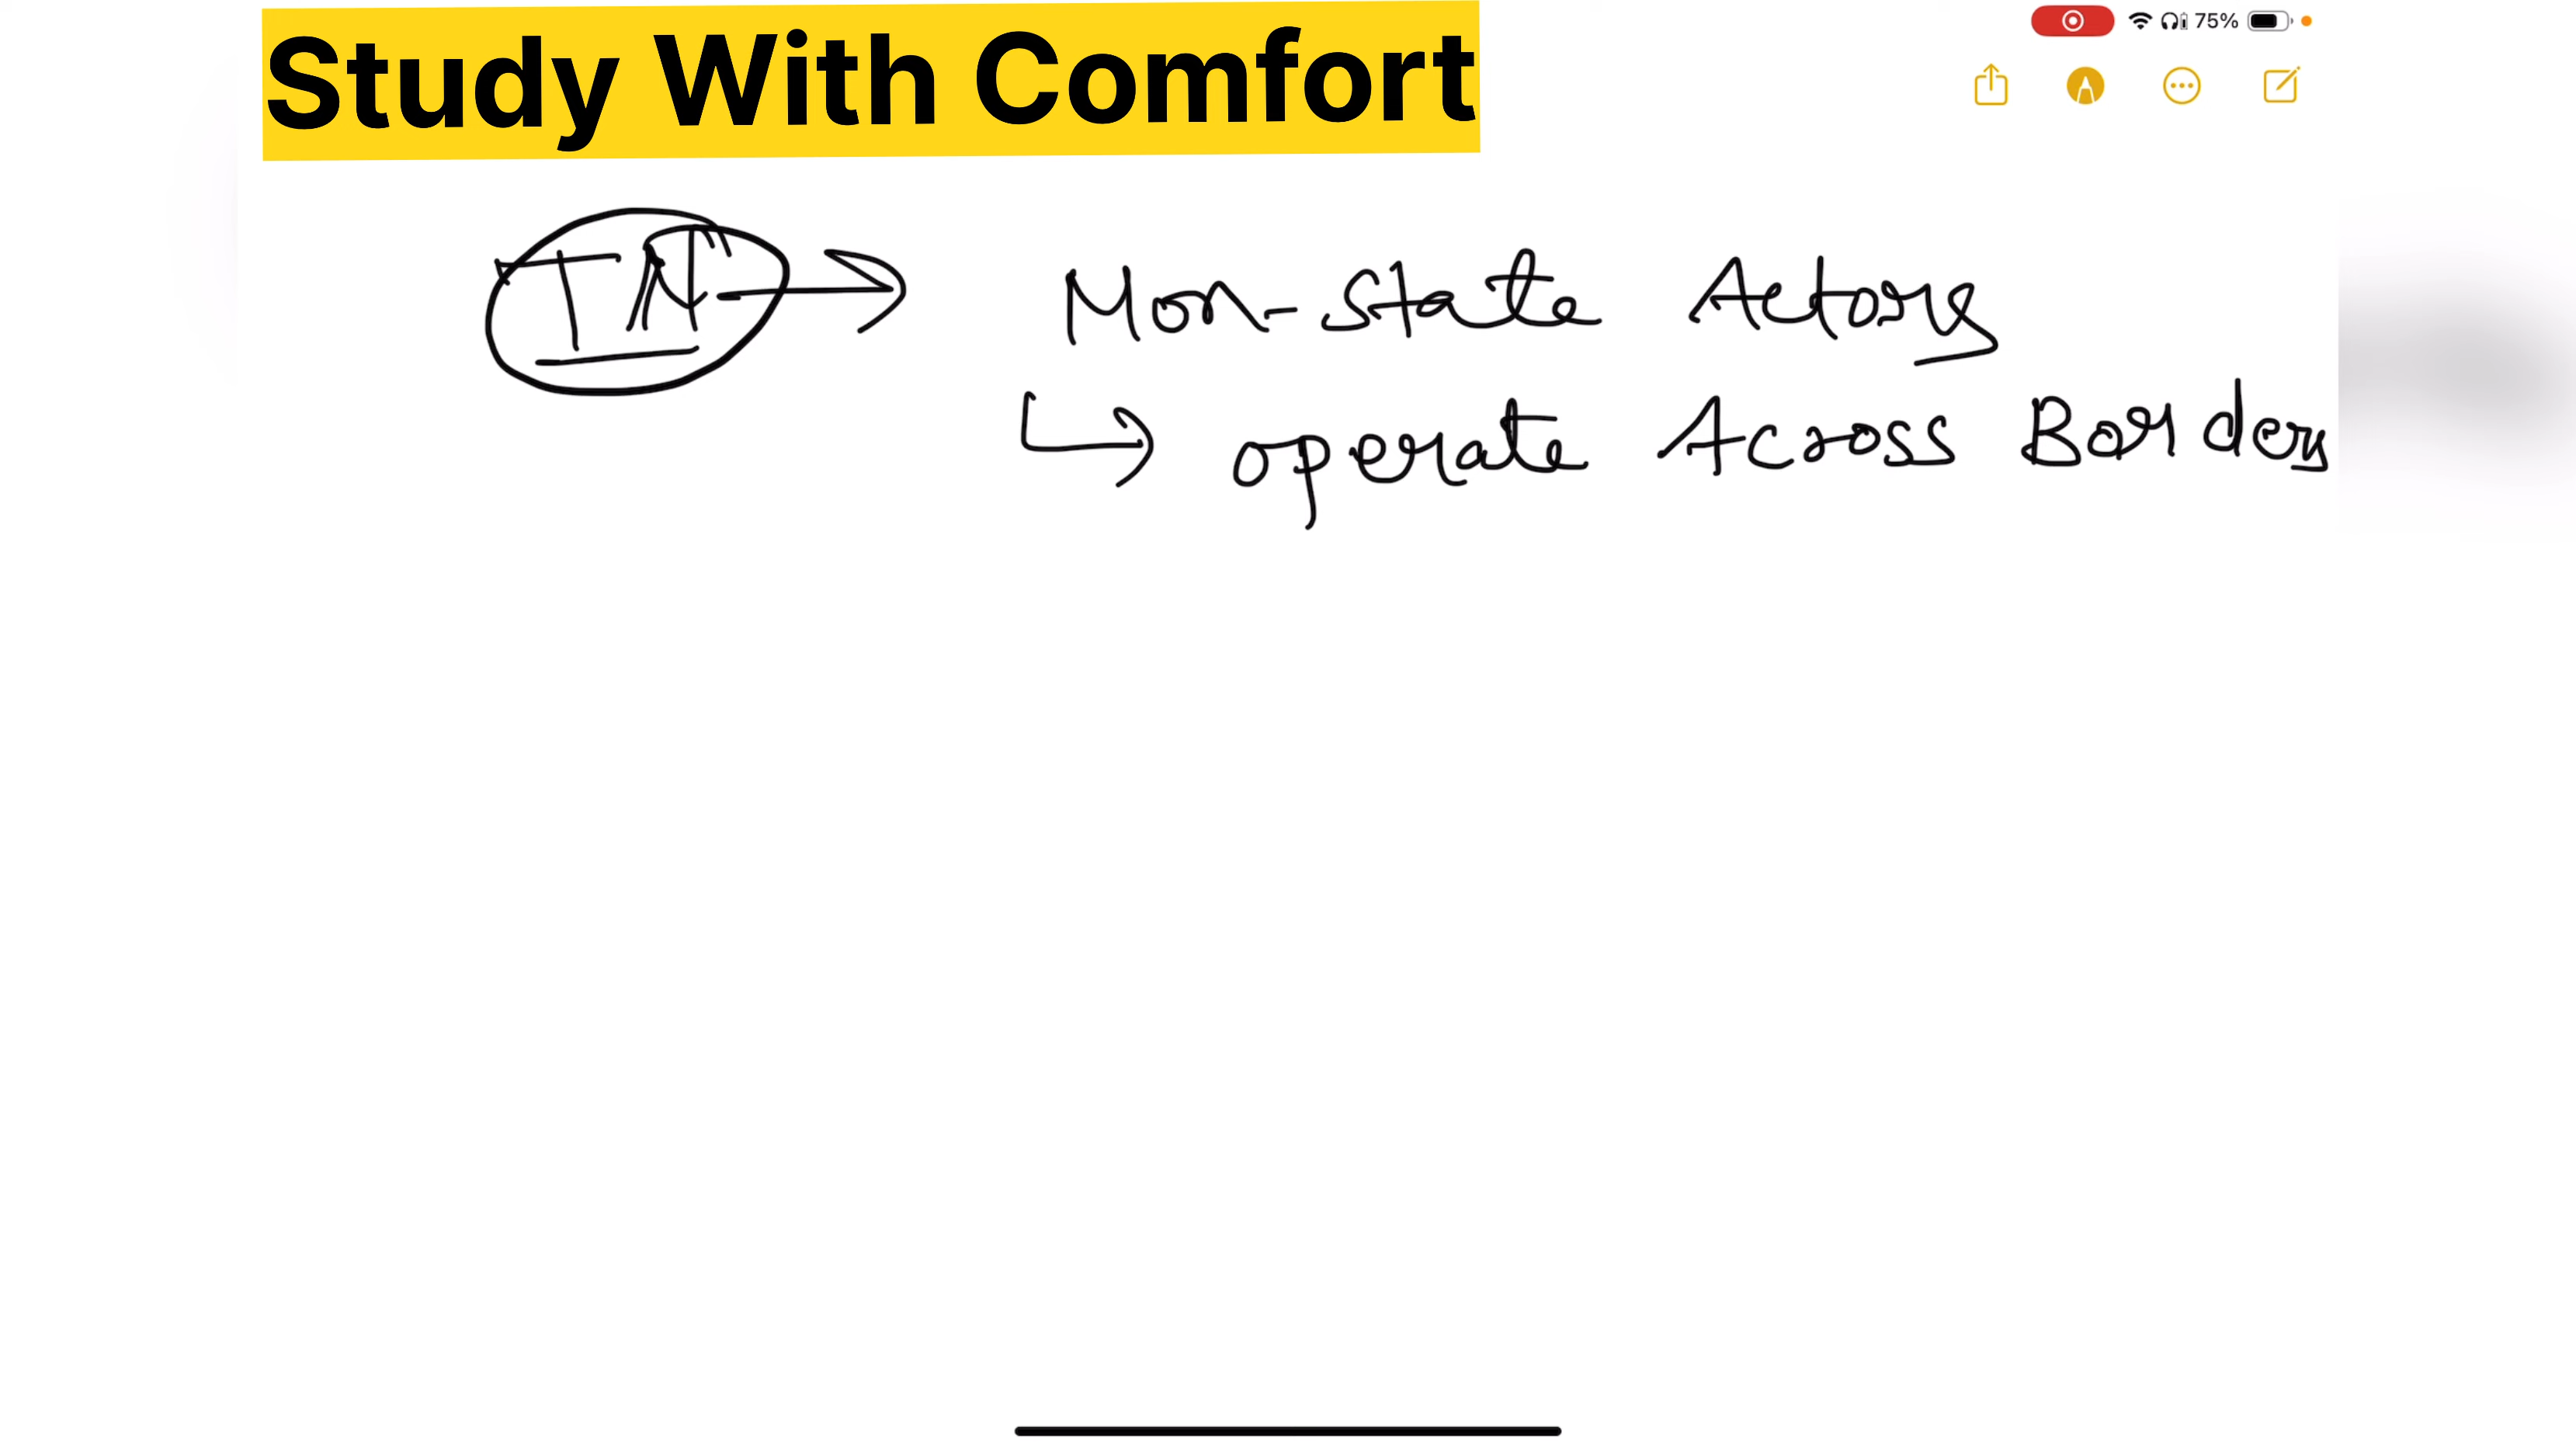 Study With Comfort
75%
TN → Non-State Actors
↳ operate Across Borders